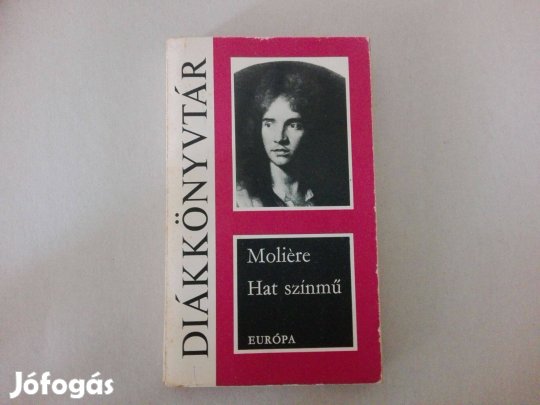 DIÁKKÖNYVTÁR
Molière
Hat színmű
EURÓPA
Jófogás